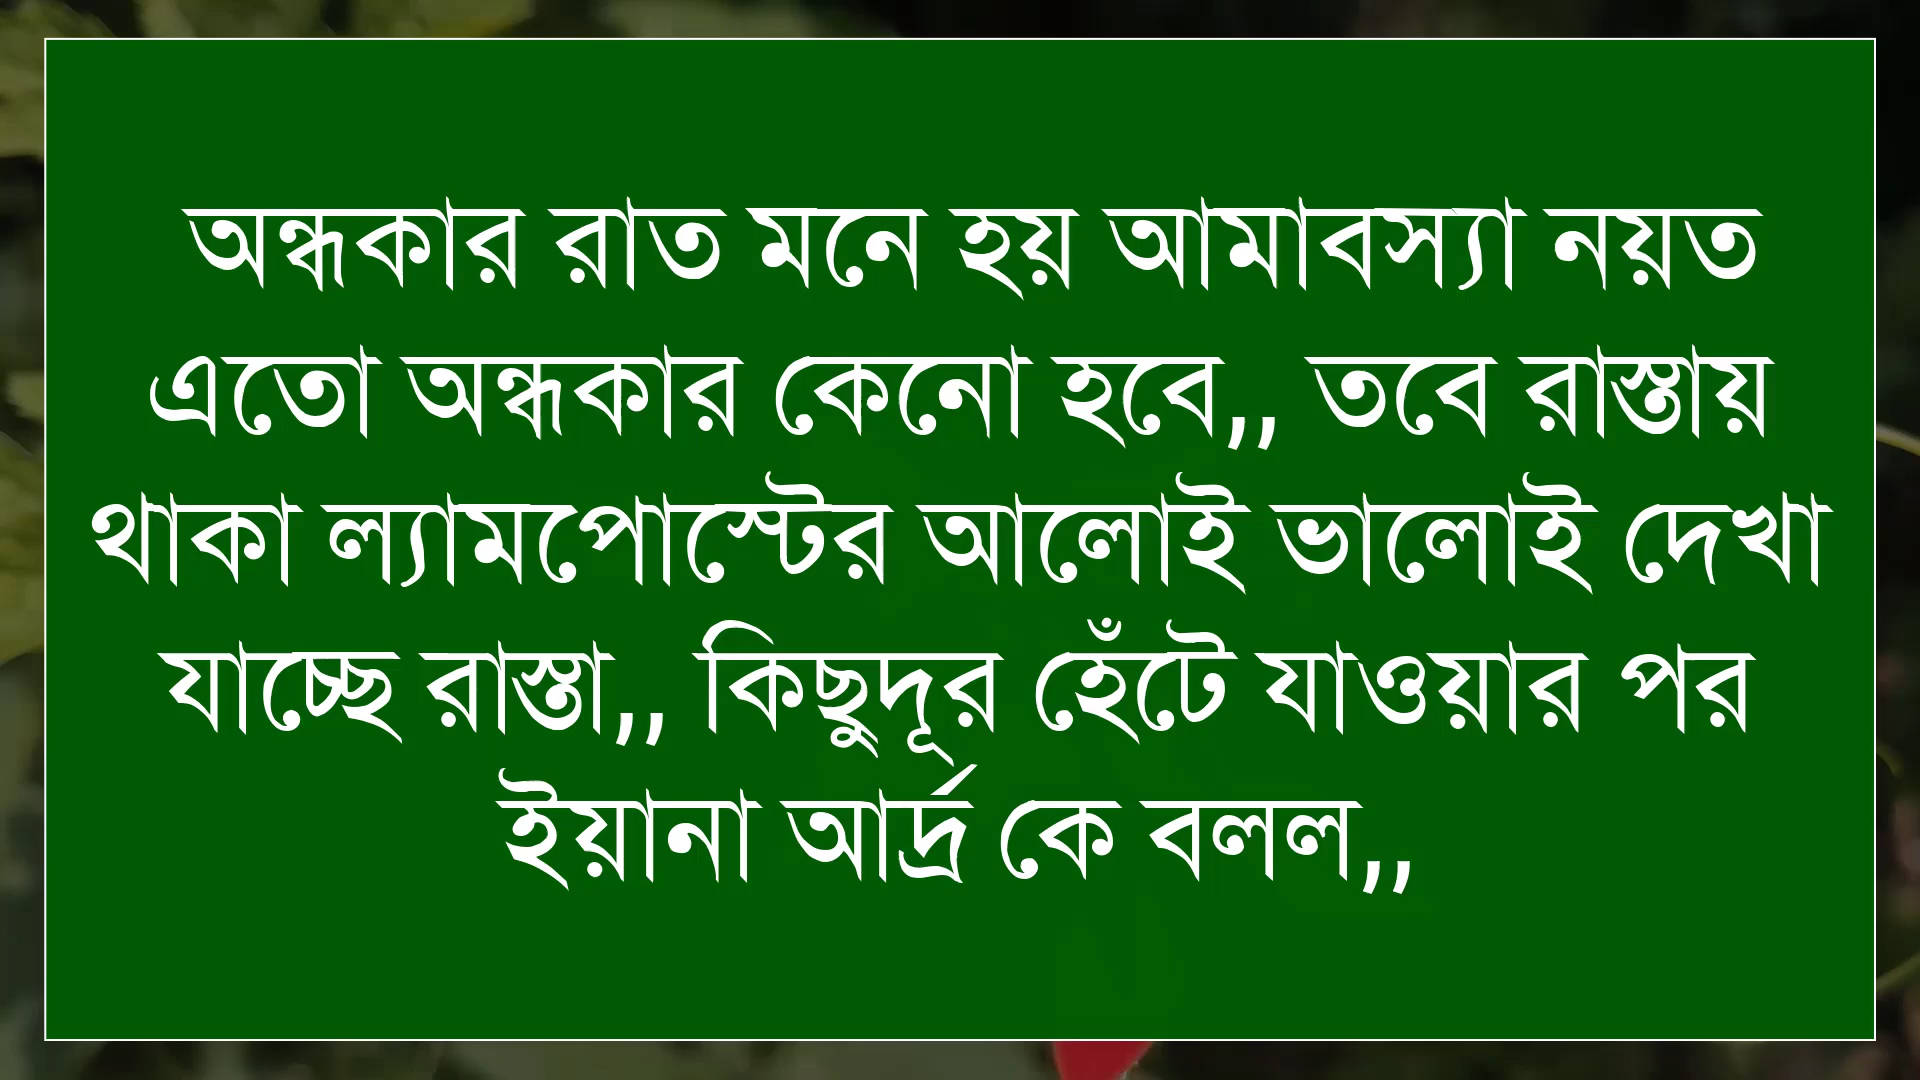 অন্ধকার রাত মনে হয় আমাবস্যা নয়ত
এতো অন্ধকার কেনো হবে,, তবে রাস্তায়
থাকা ল্যামপোস্টের আলোই ভালোই দেখা
যাচ্ছে রাস্তা,, কিছুদূর হেঁটে যাওয়ার পর
ইয়ানা আর্দ্র কে বলল,,